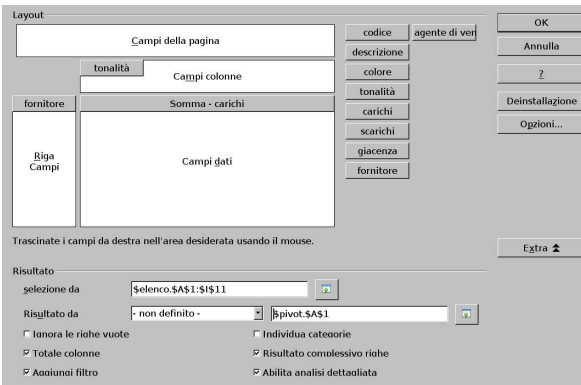 Layout
Campi della pagina
tonalità
Campi colonne
fornitore
Somma - carichi
Riga
Campi
Campi dati
codice
agente di ven
descrizione
colore
tonalità
carichi
scarichi
giacenza
fornitore
OK
Annulla
?
Deinstallazione
Opzioni...
Extra
Trascinate i campi da destra nell'area desiderata usando il mouse.
Risultato
selezione da $elenco.$A$1:$I$11
Risultato da - non definito - $pivot.$A$1
Ignora le righe vuote Individua categorie
Totale colonne Risultato complessivo righe
Aggiungi filtro Abilita analisi dettagliata